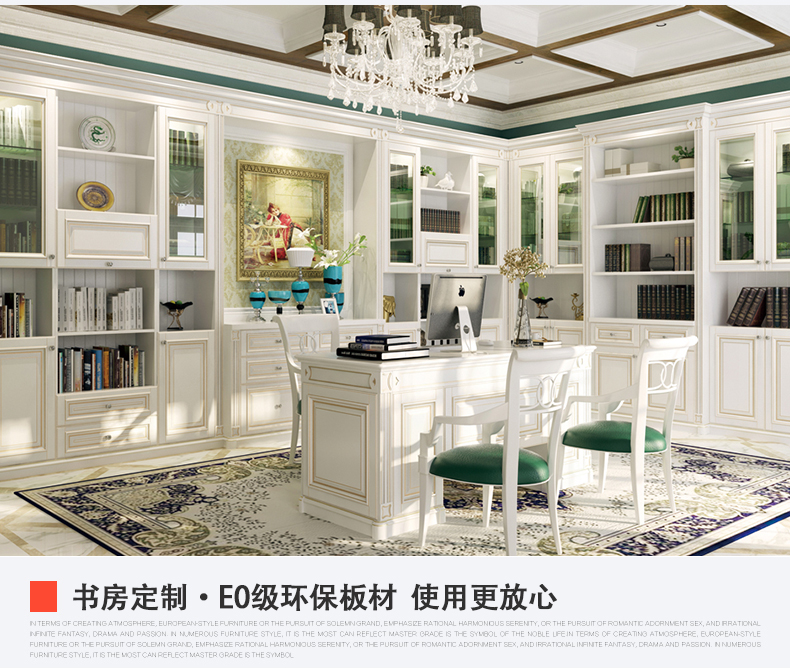 书房定制·E0级环保板材 使用更放心
IN TERMS OF CREATING ATMOSPHERE, EUROPEAN-STYLE FURNITURE OR THE PURSUIT OF SOLEMN GRAND, EMPHASIZE RATIONAL HARMONIOUS SERENITY, OR THE PURSUIT OF ROMANTIC ADORNMENT SEX, AND IRRATIONAL
INFINITE FANTASY, DRAMA AND PASSION. IN NUMEROUS FURNITURE STYLE, IT IS THE MOST CAN REFLECT MASTER GRADE IS THE SYMBOL OF THE NOBLE LIFE.IN TERMS OF CREATING ATMOSPHERE, EUROPEAN-STYLE
FURNITURE OR THE PURSUIT OF SOLEMN GRAND, EMPHASIZE RATIONAL HARMONIOUS SERENITY, OR THE PURSUIT OF ROMANTIC ADORNMENT SEX, AND IRRATIONAL INFINITE FANTASY, DRAMA AND PASSION. IN NUMEROUS
FURNITURE STYLE, IT IS THE MOST CAN REFLECT MASTER GRADE IS THE SYMBOL